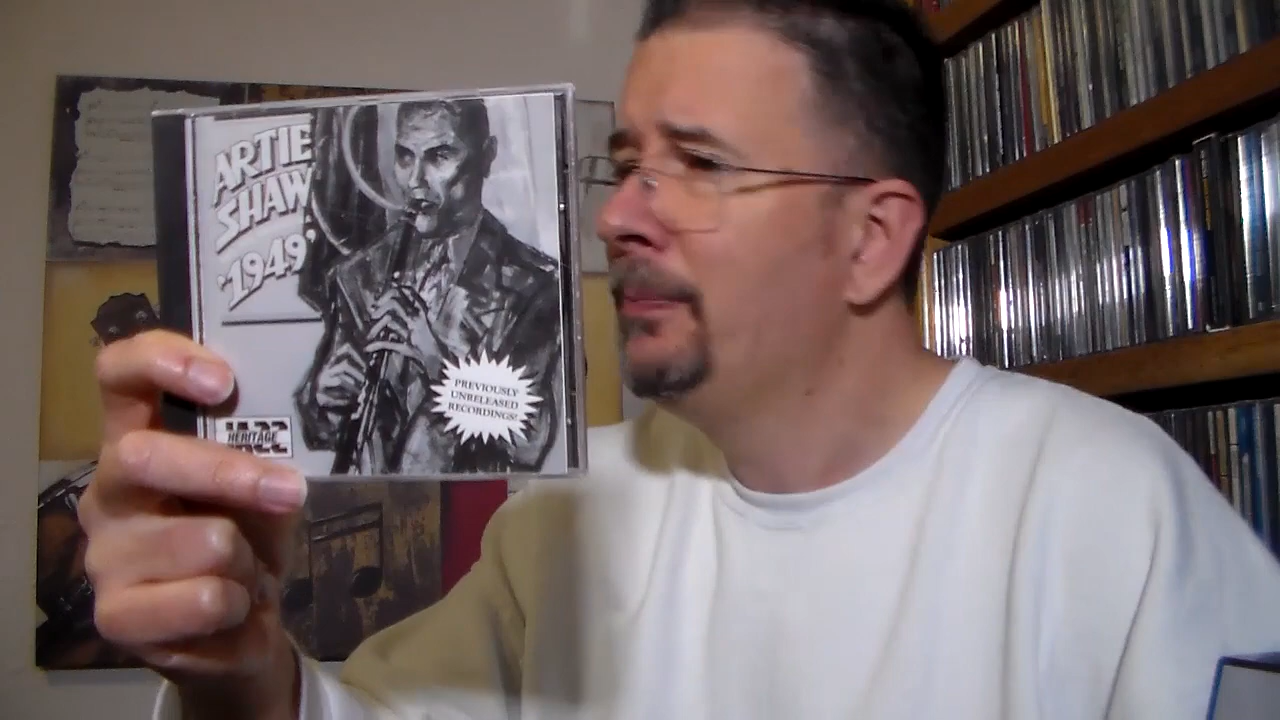 ARTIE
SHAW
'1949'
PREVIOUSLY
UNRELEASED
RECORDINGS!
JAZZ
HERITAGE